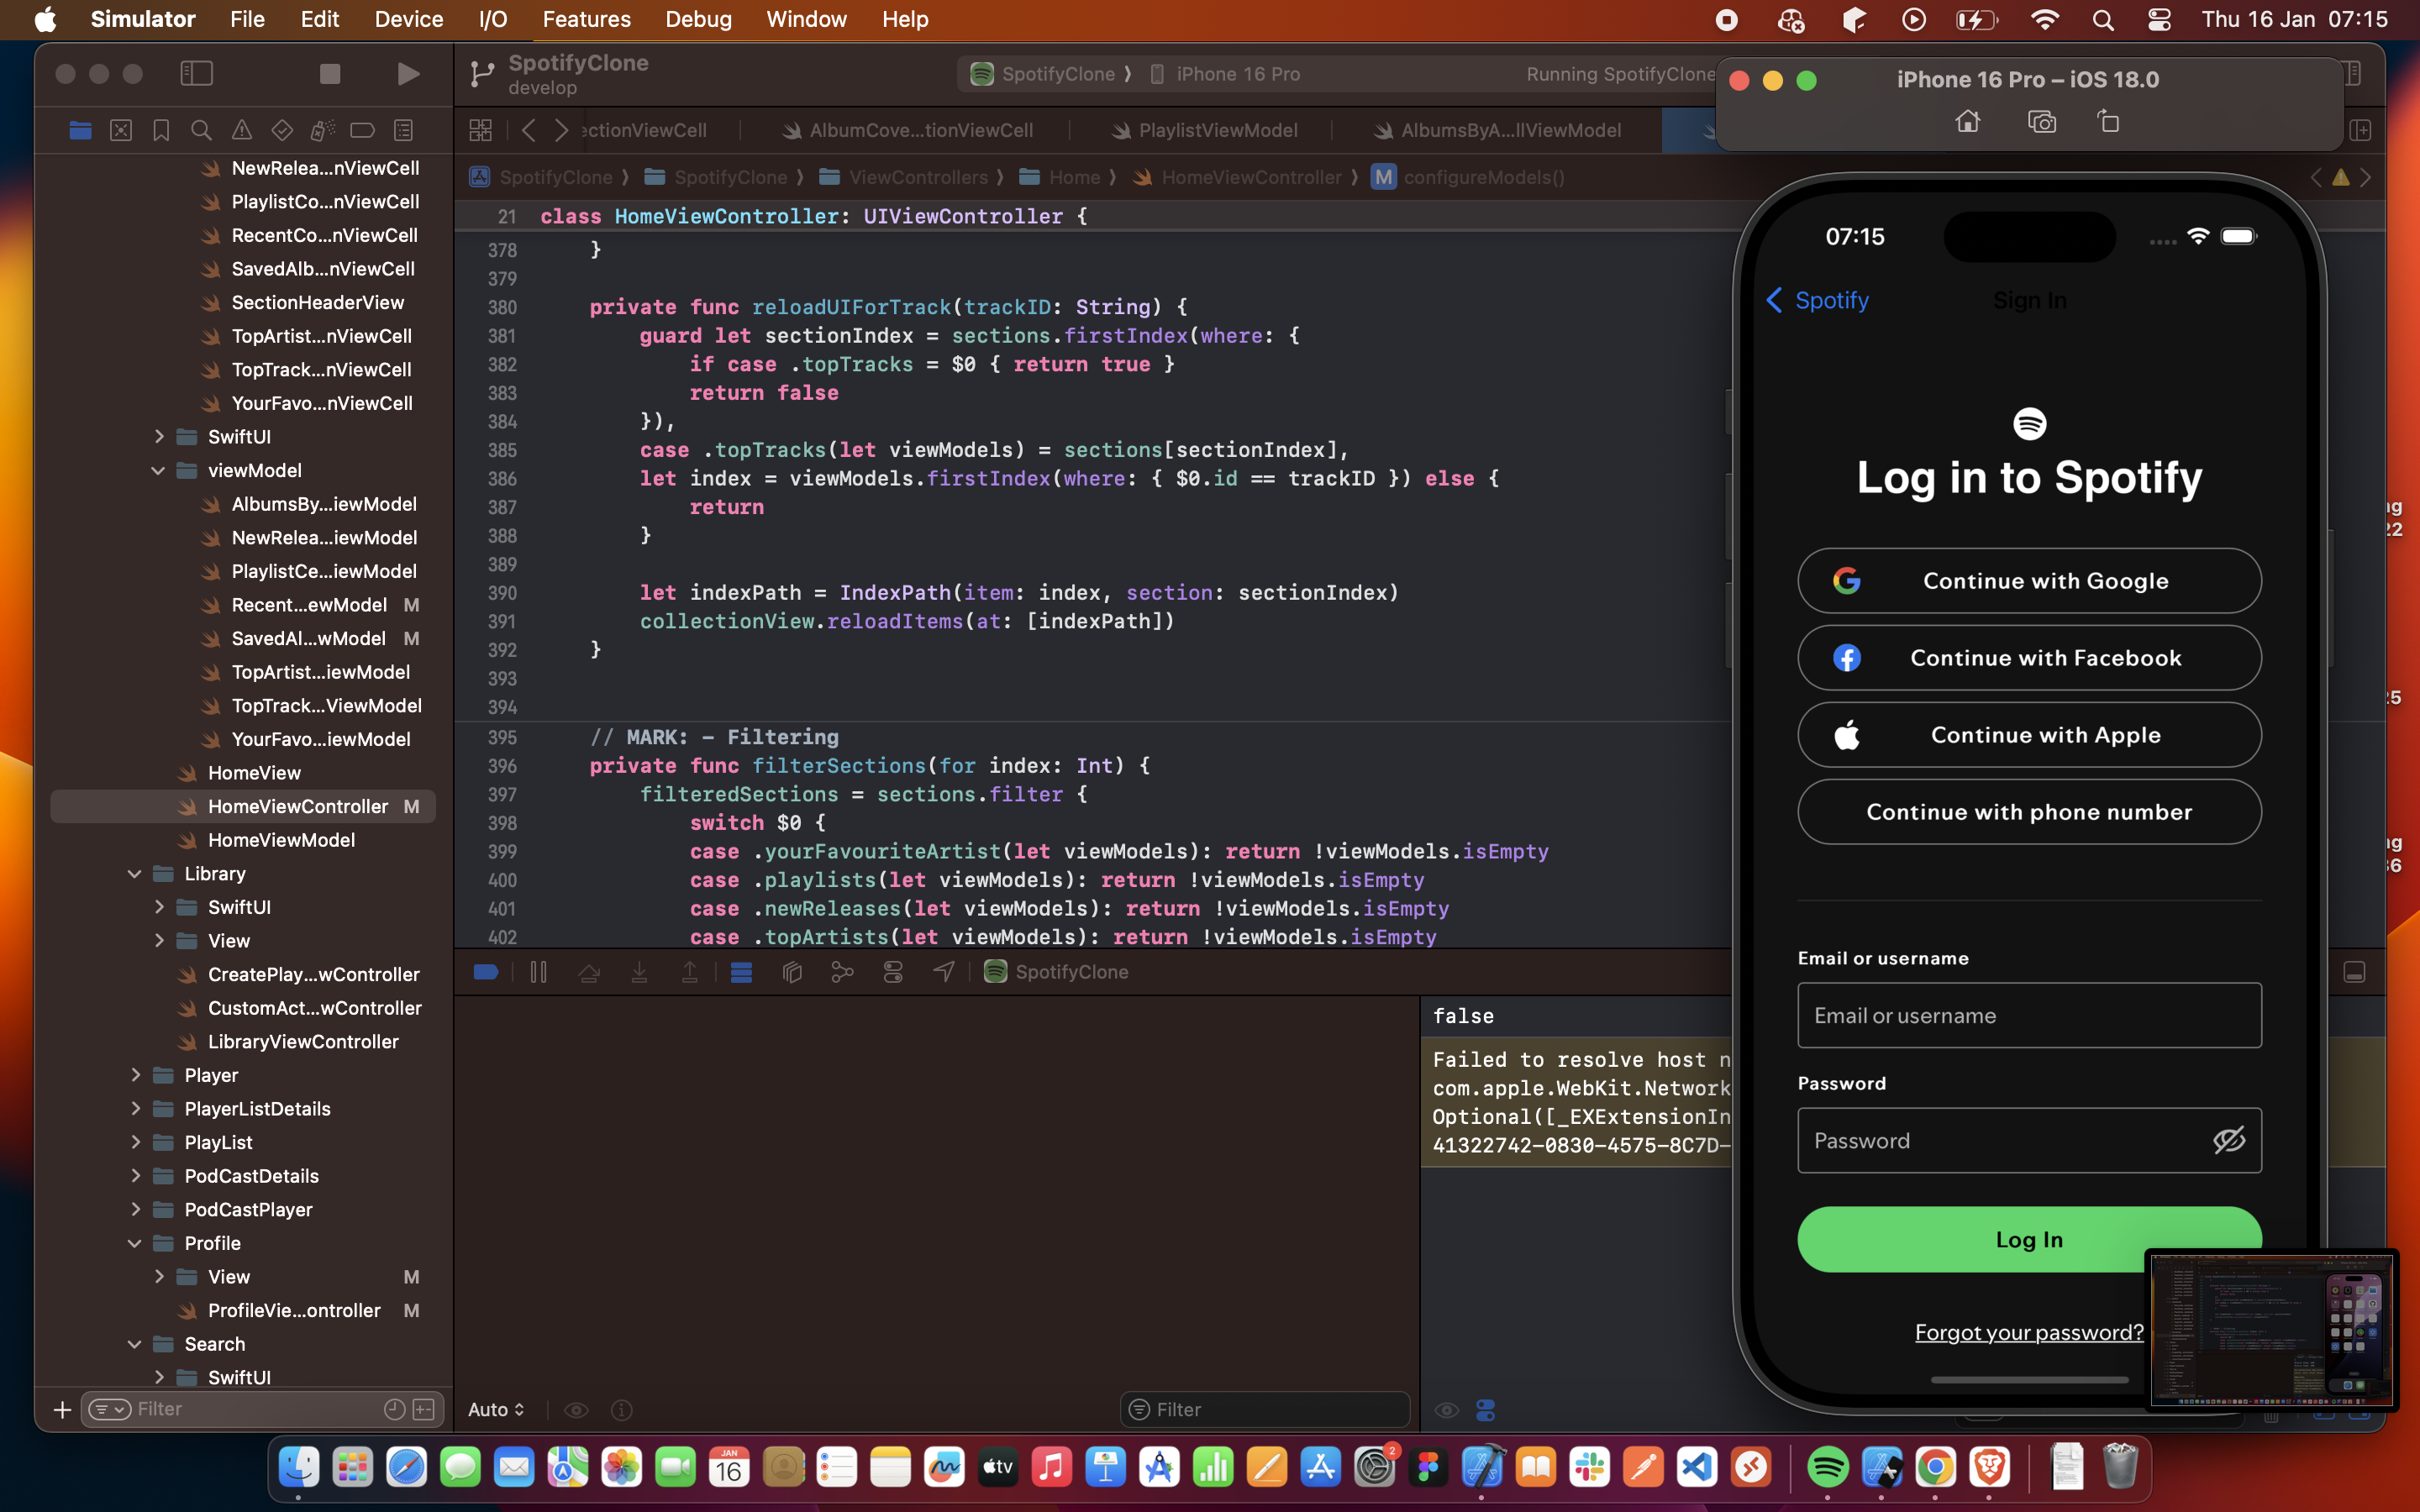 Simulator File Edit Device I/O Features Debug Window Help
Thu 16 Jan 07:15
SpotifyClone
develop
SpotifyClone ⟩ iPhone 16 Pro
Running SpotifyClone
iPhone 16 Pro – iOS 18.0
ectionViewCell
AlbumCove...tionViewCell
PlaylistViewModel
AlbumsByA...llViewModel
SpotifyClone ⟩ SpotifyClone ⟩ ViewControllers ⟩ Home ⟩ HomeViewController ⟩ M configureModels()
NewRelea...nViewCell
PlaylistCo...nViewCell
RecentCo...nViewCell
SavedAlb...nViewCell
SectionHeaderView
TopArtist...nViewCell
TopTrack...nViewCell
YourFavo...nViewCell
SwiftUI
viewModel
AlbumsBy...iewModel
NewRelea...iewModel
PlaylistCe...iewModel
Recent...ewModel M
SavedAl...wModel M
TopArtist...iewModel
TopTrack...ViewModel
YourFavo...iewModel
HomeView
HomeViewController M
HomeViewModel
Library
SwiftUI
View
CreatePlay...wController
CustomAct...wController
LibraryViewController
Player
PlayerListDetails
PlayList
PodCastDetails
PodCastPlayer
Profile
View M
ProfileVie...ontroller M
Search
SwiftUI
Filter
21 class HomeViewController: UIViewController {
378 }
379
380 private func reloadUIForTrack(trackID: String) {
381 guard let sectionIndex = sections.firstIndex(where: {
382 if case .topTracks = $0 { return true }
383 return false
384 }),
385 case .topTracks(let viewModels) = sections[sectionIndex],
386 let index = viewModels.firstIndex(where: { $0.id == trackID }) else {
387 return
388 }
389
390 let indexPath = IndexPath(item: index, section: sectionIndex)
391 collectionView.reloadItems(at: [indexPath])
392 }
393
394
395 // MARK: - Filtering
396 private func filterSections(for index: Int) {
397 filteredSections = sections.filter {
398 switch $0 {
399 case .yourFavouriteArtist(let viewModels): return !viewModels.isEmpty
400 case .playlists(let viewModels): return !viewModels.isEmpty
401 case .newReleases(let viewModels): return !viewModels.isEmpty
402 case .topArtists(let viewModels): return !viewModels.isEmpty
SpotifyClone
false
Failed to resolve host n
com.apple.WebKit.Network
Optional([_EXExtensionIn
41322742-0830-4575-8C7D-
Auto
Filter
07:15
Spotify
Sign In
Log in to Spotify
Continue with Google
Continue with Facebook
Continue with Apple
Continue with phone number
Email or username
Email or username
Password
Password
Log In
Forgot your password?
JAN
16
tv
2